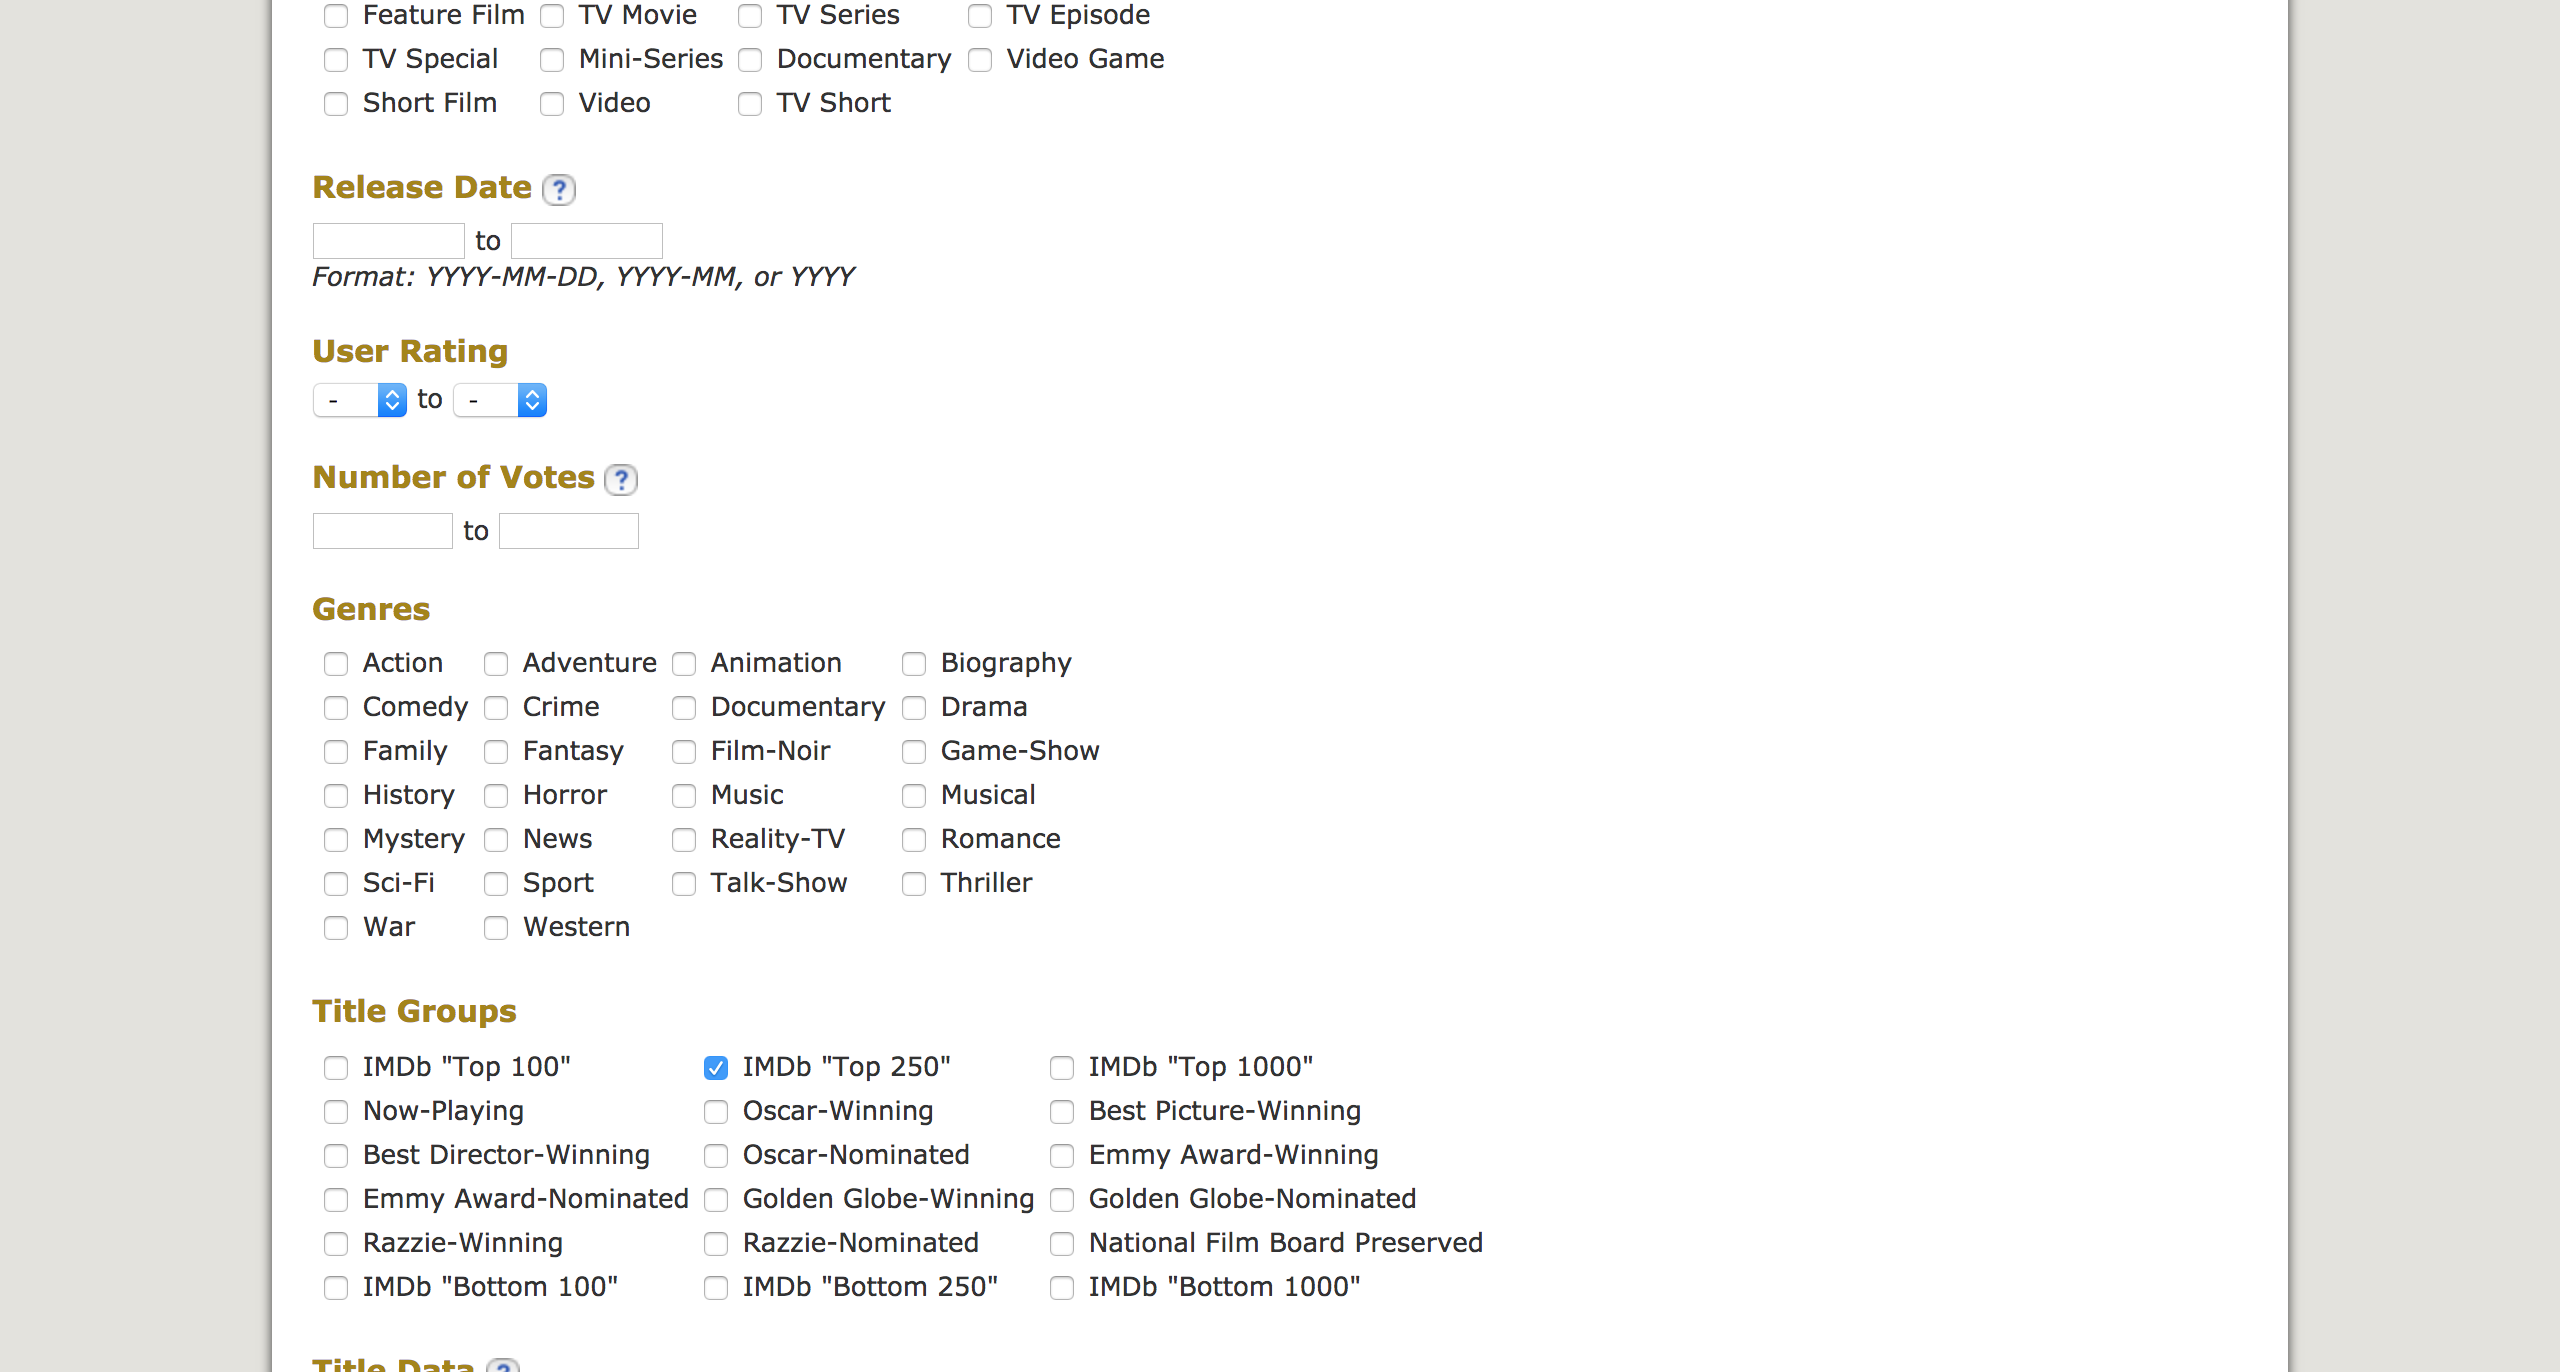 Feature Film TV Movie TV Series TV Episode
TV Special Mini-Series Documentary Video Game
Short Film Video TV Short
Release Date ?
to
Format: YYYY-MM-DD, YYYY-MM, or YYYY
User Rating
- to -
Number of Votes ?
to
Genres
Action Adventure Animation Biography
Comedy Crime Documentary Drama
Family Fantasy Film-Noir Game-Show
History Horror Music Musical
Mystery News Reality-TV Romance
Sci-Fi Sport Talk-Show Thriller
War Western
Title Groups
IMDb "Top 100" IMDb "Top 250" IMDb "Top 1000"
Now-Playing Oscar-Winning Best Picture-Winning
Best Director-Winning Oscar-Nominated Emmy Award-Winning
Emmy Award-Nominated Golden Globe-Winning Golden Globe-Nominated
Razzie-Winning Razzie-Nominated National Film Board Preserved
IMDb "Bottom 100" IMDb "Bottom 250" IMDb "Bottom 1000"
Title Data ?